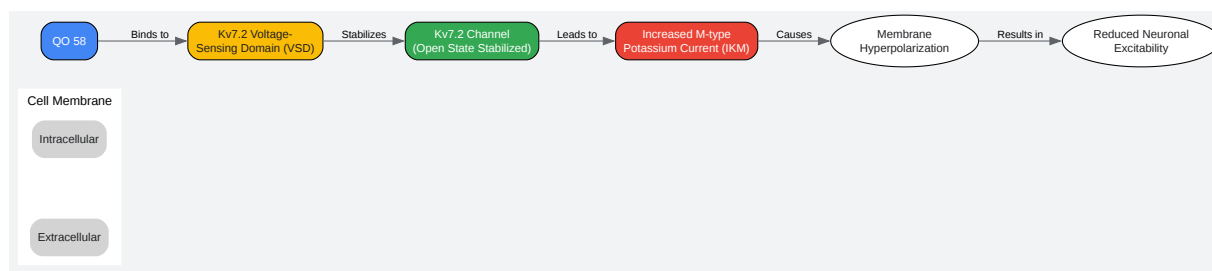 QO 58
Binds to
Kv7.2 Voltage-
Sensing Domain (VSD)
Stabilizes
Kv7.2 Channel
(Open State Stabilized)
Leads to
Increased M-type
Potassium Current (IKM)
Causes
Membrane
Hyperpolarization
Results in
Reduced Neuronal
Excitability
Cell Membrane
Intracellular
Extracellular